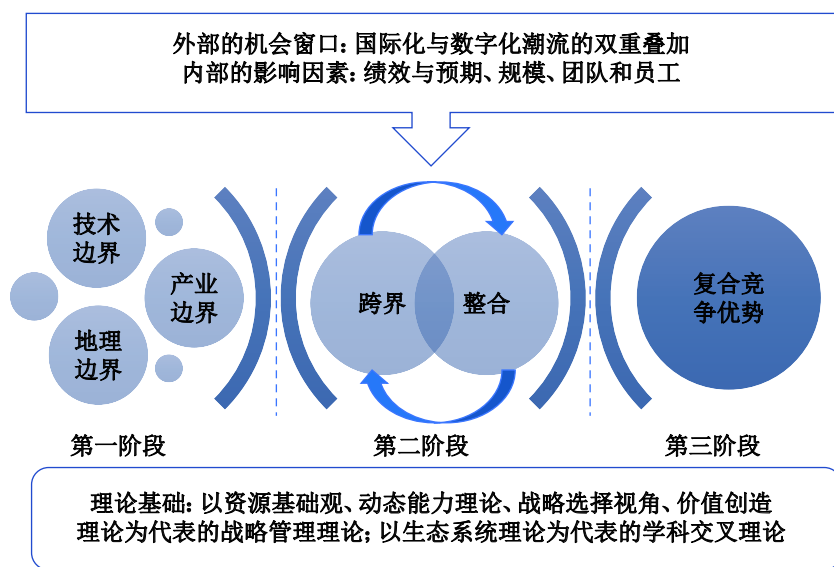 外部的机会窗口：国际化与数字化潮流的双重叠加
内部的影响因素：绩效与预期、规模、团队和员工
技术
边界
产业
边界
地理
边界
跨界
整合
复合竞
争优势
第一阶段
第二阶段
第三阶段
理论基础：以资源基础观、动态能力理论、战略选择视角、价值创造
理论为代表的战略管理理论；以生态系统理论为代表的学科交叉理论